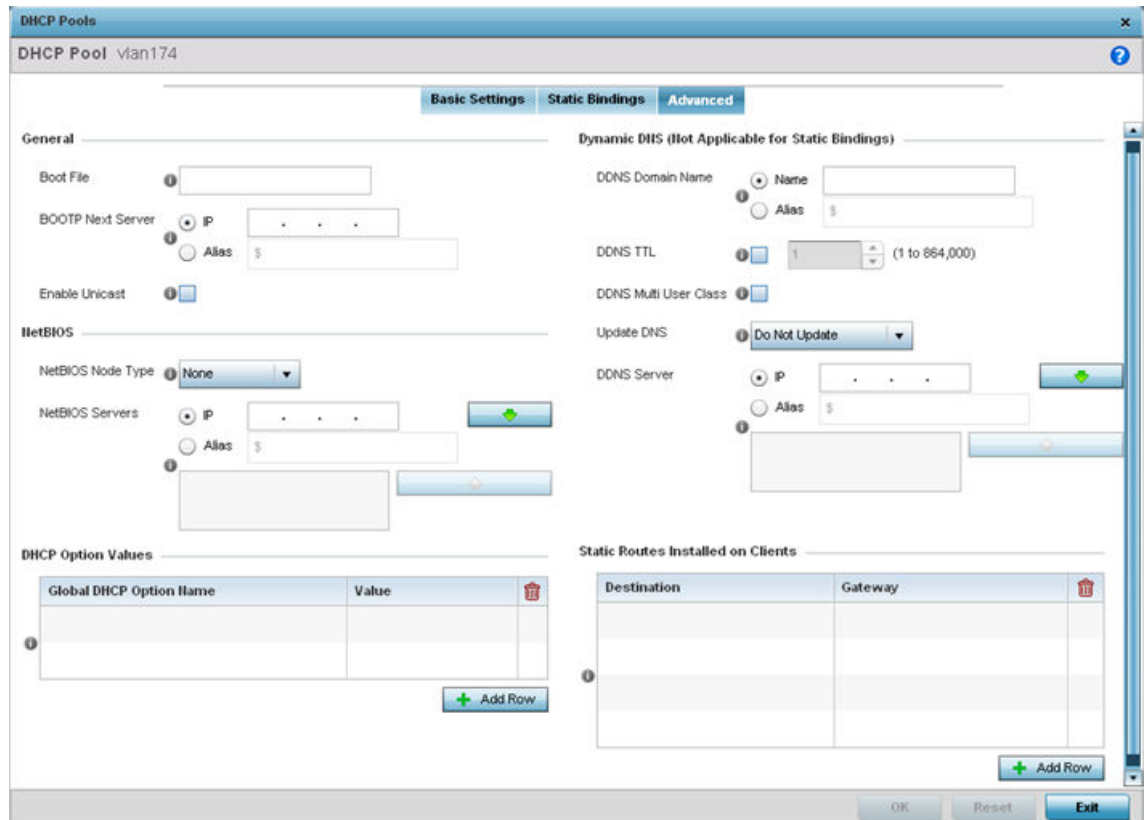 DHCP Pools
DHCP Pool vlan174
Basic Settings Static Bindings Advanced
General
Boot File
BOOTP Next Server
IP
. . .
Alias
$
Enable Unicast
NetBIOS
NetBIOS Node Type
None
NetBIOS Servers
IP
. . .
Alias
$
DHCP Option Values
Global DHCP Option Name Value
Add Row
Dynamic DNS (Not Applicable for Static Bindings)
DDNS Domain Name
Name
Alias
$
DDNS TTL
1
(1 to 864,000)
DDNS Multi User Class
Update DNS
Do Not Update
DDNS Server
IP
. . .
Alias
$
Static Routes Installed on Clients
Destination Gateway
Add Row
OK Reset Exit